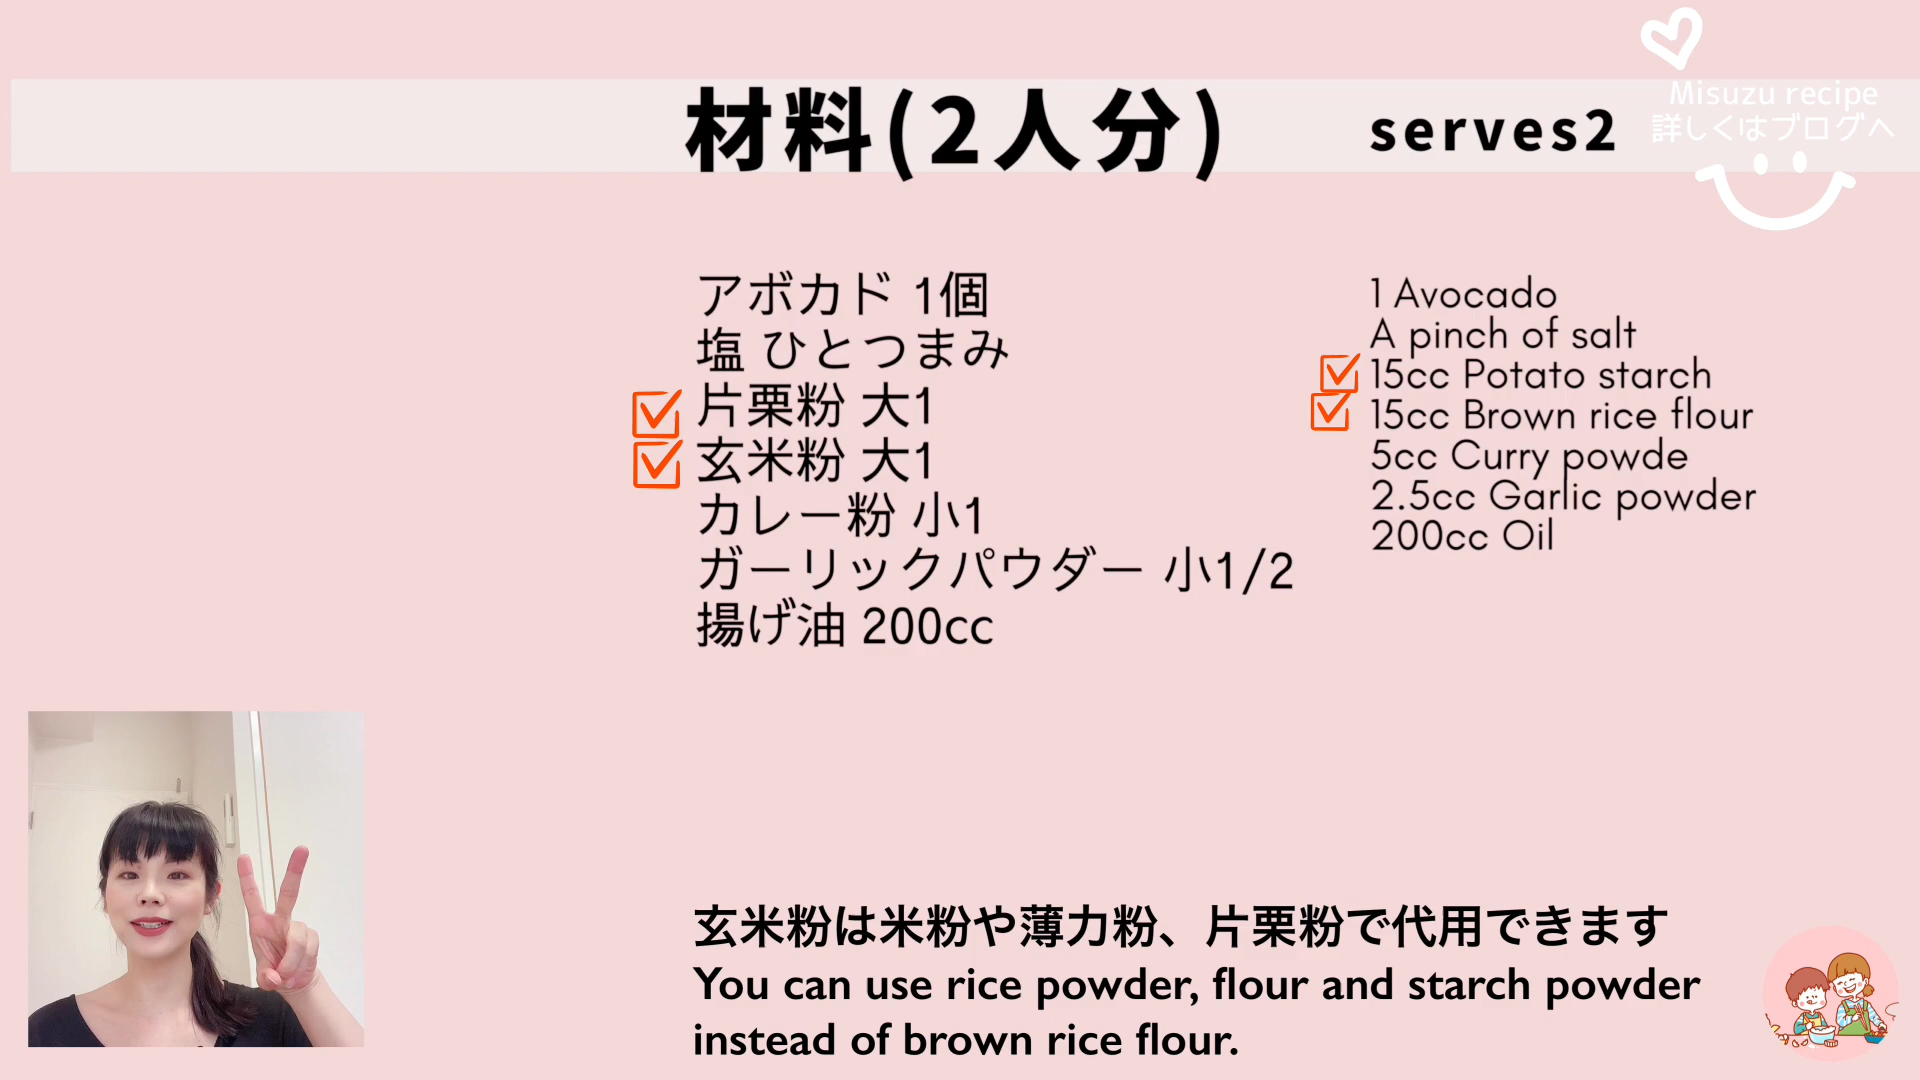 材料(2人分)
serves2
Misuzu recipe
詳しくはブログへ
アボカド 1個
塩 ひとつまみ
片栗粉 大1
玄米粉 大1
カレー粉 小1
ガーリックパウダー 小1/2
揚げ油 200cc
1 Avocado
A pinch of salt
15cc Potato starch
15cc Brown rice flour
5cc Curry powde
2.5cc Garlic powder
200cc Oil
玄米粉は米粉や薄力粉、片栗粉で代用できます
You can use rice powder, flour and starch powder
instead of brown rice flour.